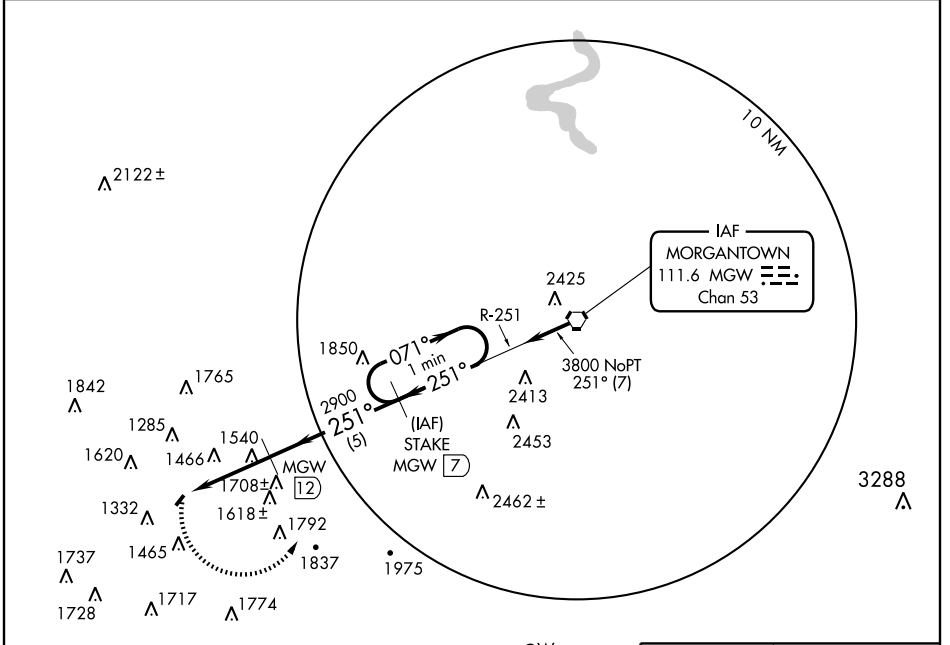 10 NM
2122 ±
IAF
MORGANTOWN
111.6 MGW
Chan 53
2425
R-251
1850
071°
1 min
251°
3800 NoPT
251° (7)
2413
2453
2900
251°
(5)
(IAF)
STAKE
MGW 7
1842
1765
1285
1540
1620
1466
MGW
12
1708±
1618±
2462 ±
3288
1332
1792
1465
1837
1975
1737
1728
1717
1774